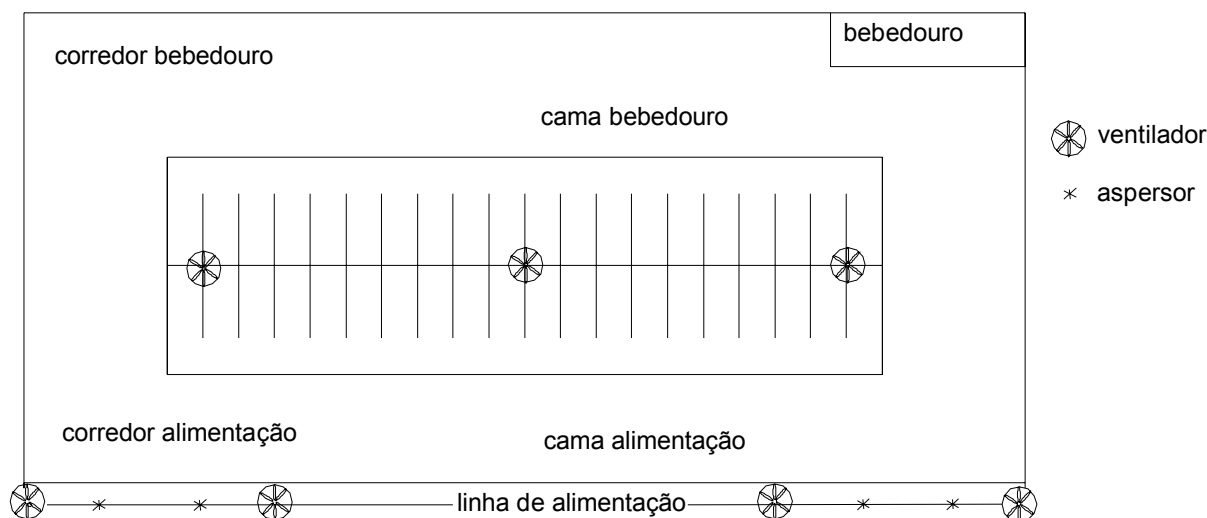 bebedouro
corredor bebedouro
cama bebedouro
ventilador
aspersor
corredor alimentação
cama alimentação
linha de alimentação